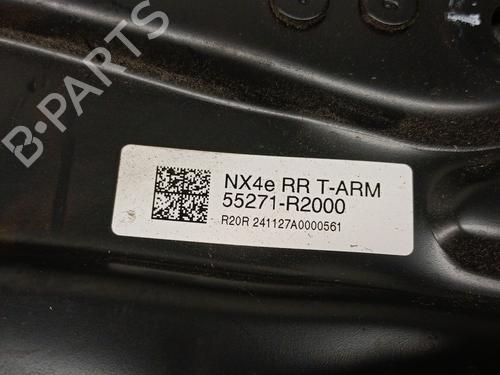 B-PARTS
NX4e RR T-ARM
55271-R2000
R20R 241127A0000561